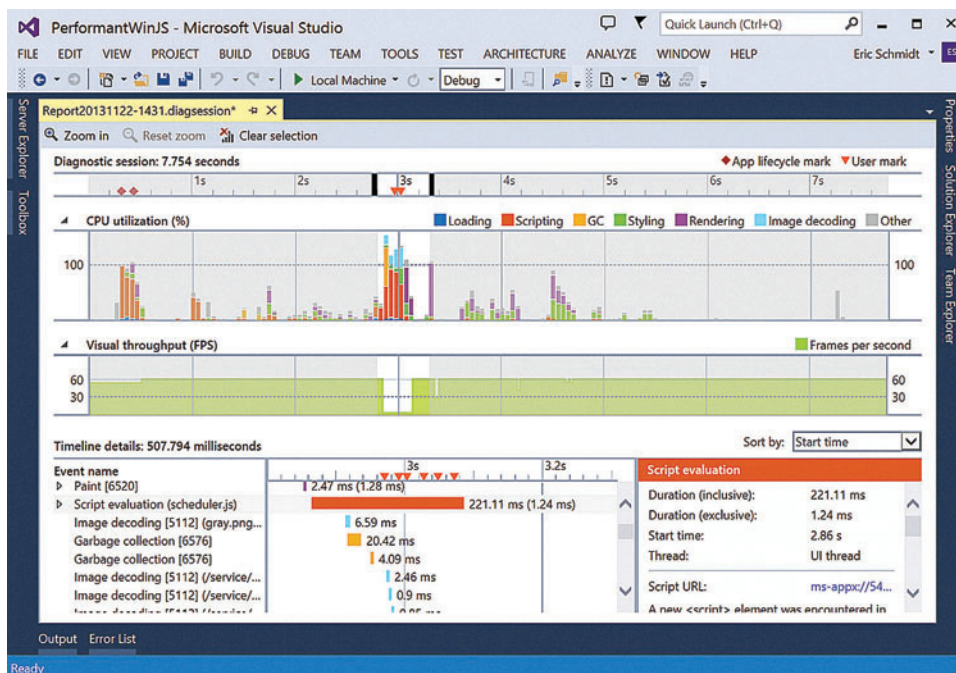 PerformantWinJS - Microsoft Visual Studio
Quick Launch (Ctrl+Q)
FILE EDIT VIEW PROJECT BUILD DEBUG TEAM TOOLS TEST ARCHITECTURE ANALYZE WINDOW HELP Eric Schmidt ES
Local Machine Debug
Server Explorer
Toolbox
Properties
Solution Explorer
Team Explorer
Report20131122-1431.diagsession*
Zoom in Reset zoom Clear selection
Diagnostic session: 7.754 seconds App lifecycle mark User mark
1s 2s 3s 4s 5s 6s 7s
CPU utilization (%) Loading Scripting GC Styling Rendering Image decoding Other
100 100
Visual throughput (FPS) Frames per second
60 60
30 30
Timeline details: 507.794 milliseconds Sort by: Start time
Event name 3s 3.2s Script evaluation
Paint [6520] 2.47 ms (1.28 ms)
Script evaluation (scheduler.js) 221.11 ms (1.24 ms)
Image decoding [5112] (gray.png... 6.59 ms
Garbage collection [6576] 20.42 ms
Garbage collection [6576] 4.09 ms
Image decoding [5112] (/service/... 2.46 ms
Image decoding [5112] (/service/... 0.9 ms
Image decoding [5112] (/service/... 0.85 ms
Duration (inclusive): 221.11 ms
Duration (exclusive): 1.24 ms
Start time: 2.86 s
Thread: UI thread
Script URL: ms-appx://54...
A new <script> element was encountered in
Output Error List
Ready